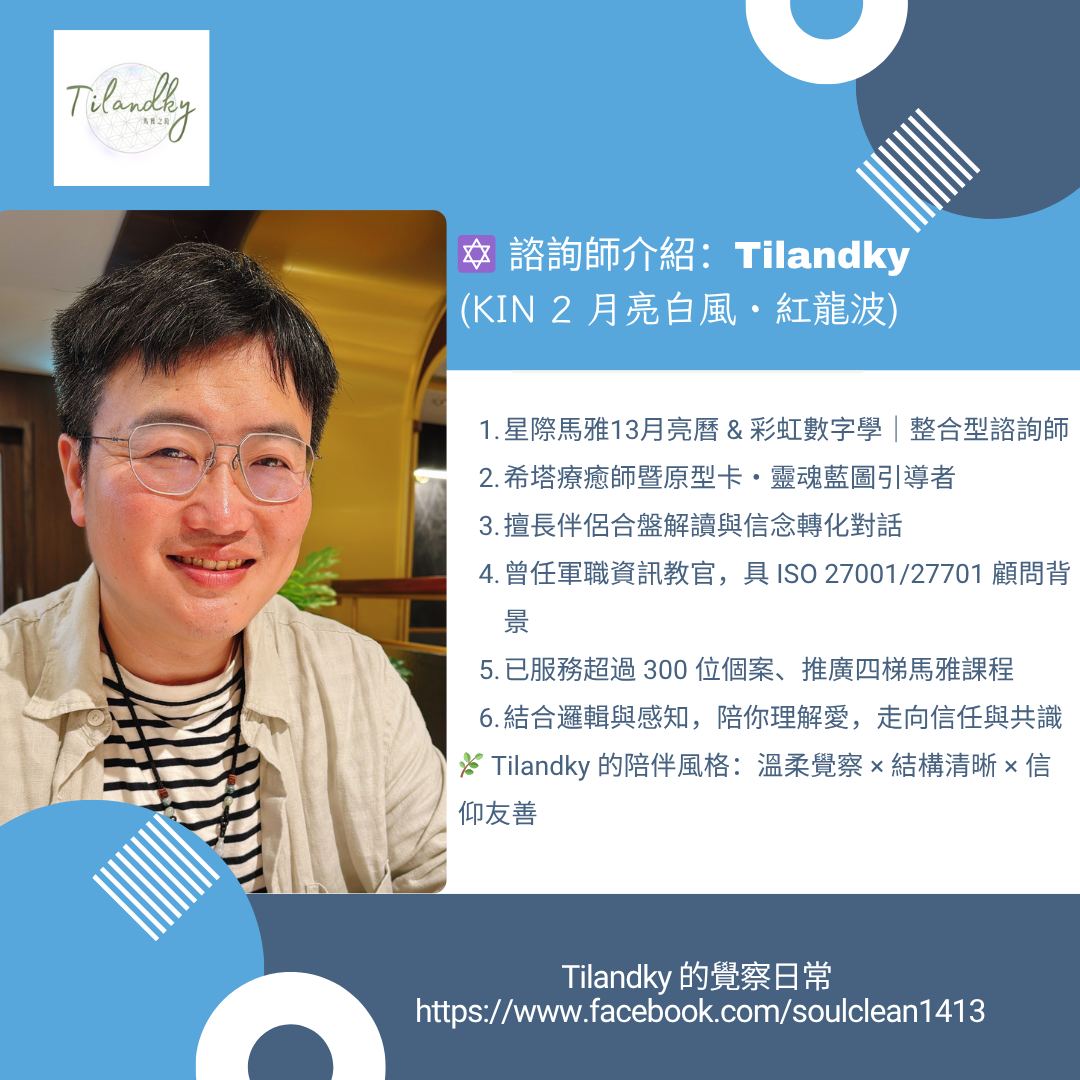 Tilandky
馬雅之間
🔯 諮詢師介紹：Tilandky
(KIN 2 月亮白風・紅龍波)
1. 星際馬雅13月亮曆 & 彩虹數字學｜整合型諮詢師
2. 希塔療癒師暨原型卡・靈魂藍圖引導者
3. 擅長伴侶合盤解讀與信念轉化對話
4. 曾任軍職資訊教官，具 ISO 27001/27701 顧問背
景
5. 已服務超過 300 位個案、推廣四梯馬雅課程
6. 結合邏輯與感知，陪你理解愛，走向信任與共識
🌿 Tilandky 的陪伴風格：溫柔覺察 × 結構清晰 × 信
仰友善
Tilandky 的覺察日常
https://www.facebook.com/soulclean1413